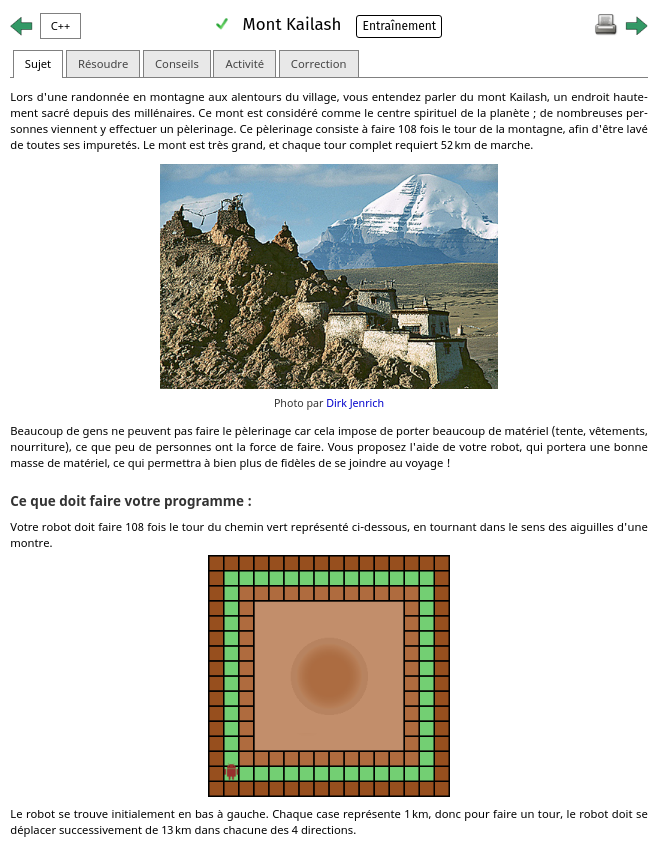 C++
Mont Kailash
Entraînement
Sujet
Résoudre
Conseils
Activité
Correction
Lors d'une randonnée en montagne aux alentours du village, vous entendez parler du mont Kailash, un endroit haute-
ment sacré depuis des millénaires. Ce mont est considéré comme le centre spirituel de la planète ; de nombreuses per-
sonnes viennent y effectuer un pèlerinage. Ce pèlerinage consiste à faire 108 fois le tour de la montagne, afin d'être lavé
de toutes ses impuretés. Le mont est très grand, et chaque tour complet requiert 52 km de marche.
Photo par Dirk Jenrich
Beaucoup de gens ne peuvent pas faire le pèlerinage car cela impose de porter beaucoup de matériel (tente, vêtements,
nourriture), ce que peu de personnes ont la force de faire. Vous proposez l'aide de votre robot, qui portera une bonne
masse de matériel, ce qui permettra à bien plus de fidèles de se joindre au voyage !
Ce que doit faire votre programme :
Votre robot doit faire 108 fois le tour du chemin vert représenté ci-dessous, en tournant dans le sens des aiguilles d'une
montre.
Le robot se trouve initialement en bas à gauche. Chaque case représente 1 km, donc pour faire un tour, le robot doit se
déplacer successivement de 13 km dans chacune des 4 directions.